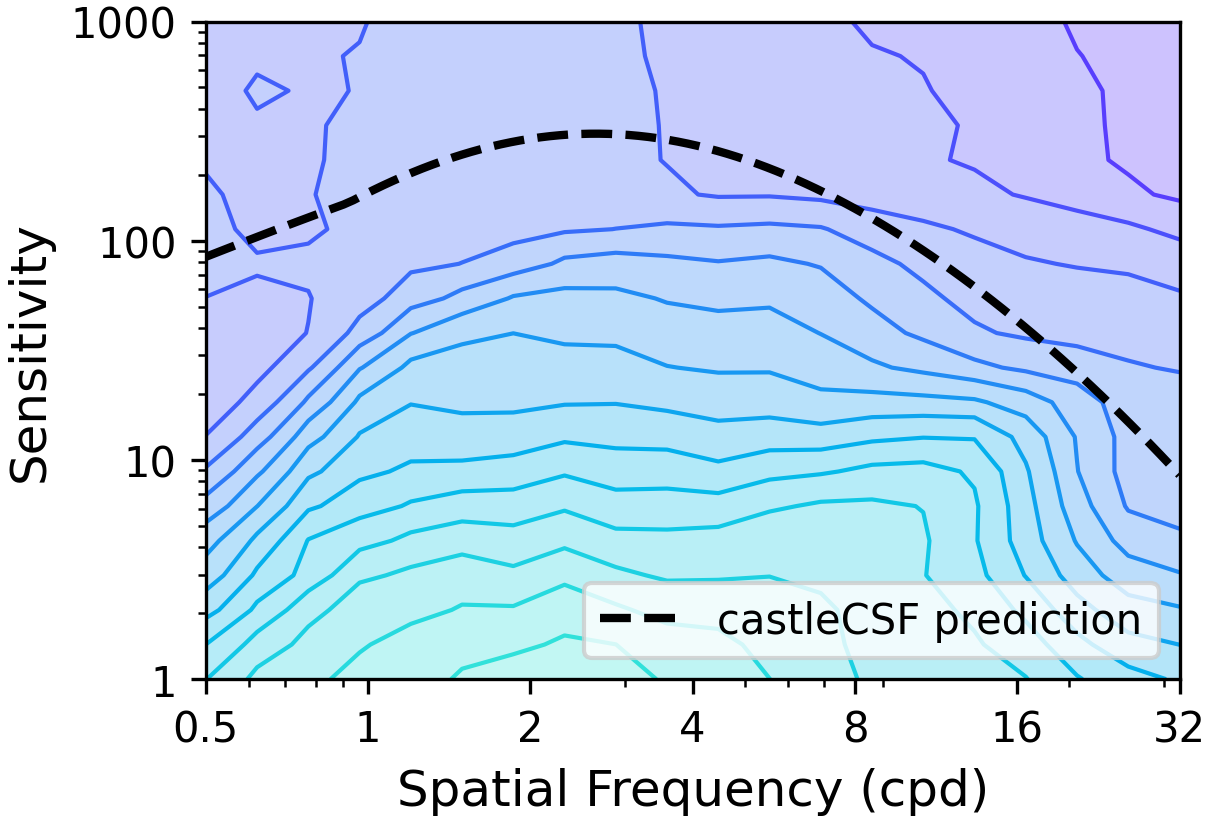 1000
100
10
1
Sensitivity
castleCSF prediction
0.5 1 2 4 8 16 32
Spatial Frequency (cpd)